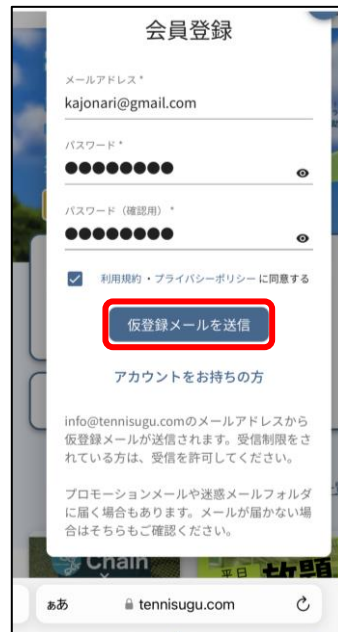 会員登録
メールアドレス *
kajonari@gmail.com
パスワード *
●●●●●●●●
パスワード（確認用） *
●●●●●●●●
利用規約 ・プライバシーポリシー に同意する
仮登録メールを送信
アカウントをお持ちの方
info@tennisugu.comのメールアドレスから
仮登録メールが送信されます。受信制限をさ
れている方は、受信を許可してください。
プロモーションメールや迷惑メールフォルダ
に届く場合もあります。メールが届かない場
合はそちらもご確認ください。
Chain
平日
放題
ぁあ
tennisugu.com